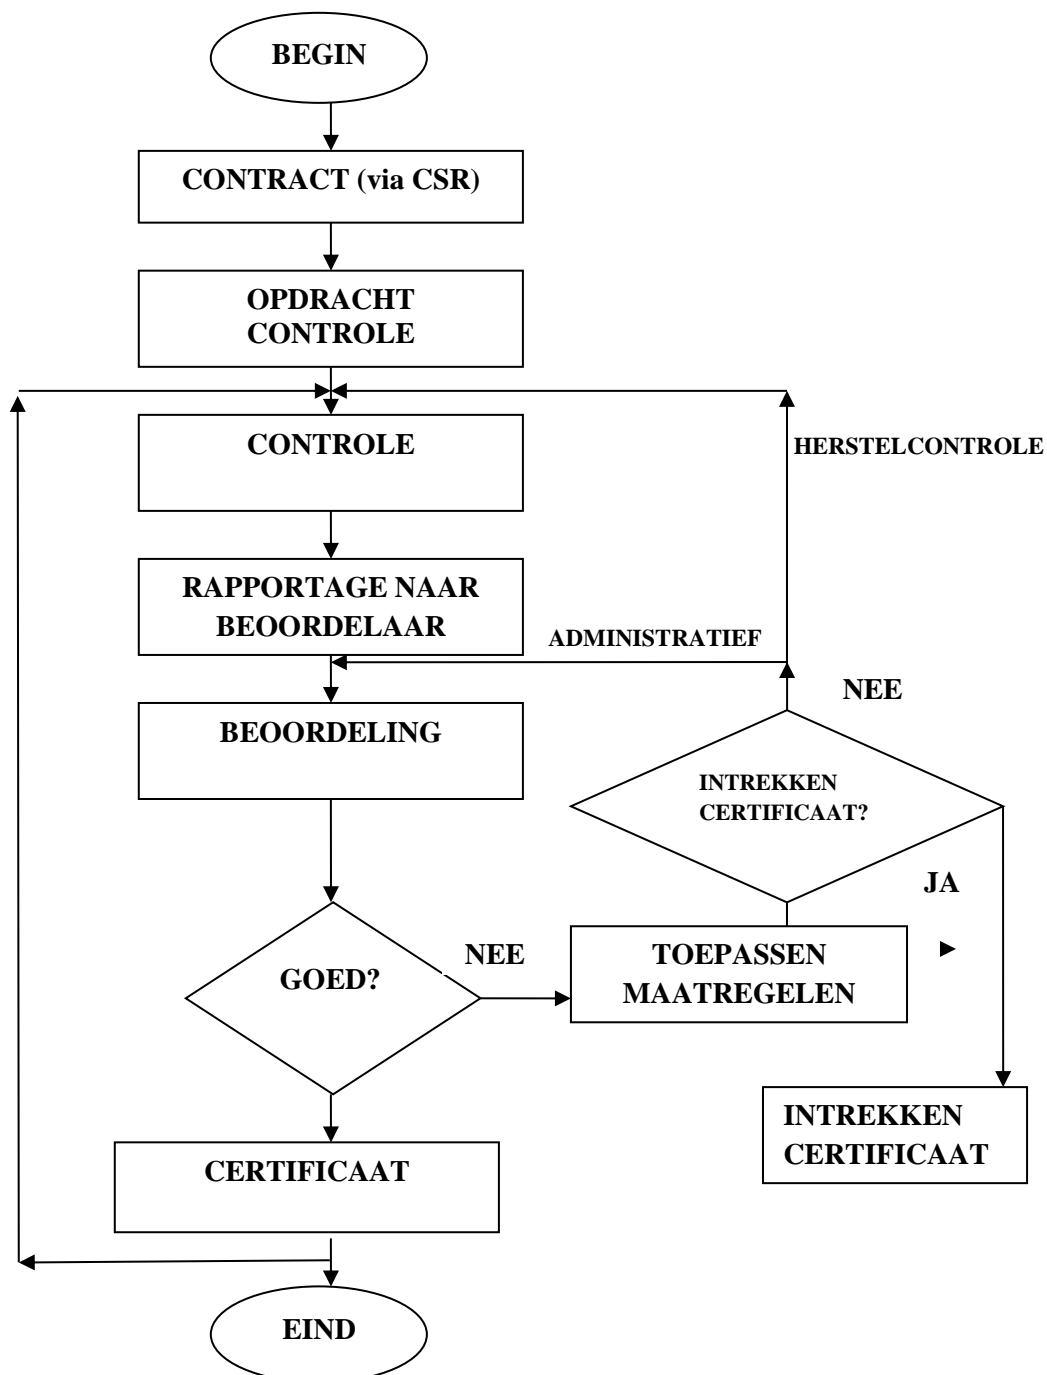 BEGIN
CONTRACT (via CSR)
OPDRACHT
CONTROLE
CONTROLE
HERSTELCONTROLE
RAPPORTAGE NAAR
BEOORDELAAR
ADMINISTRATIEF
NEE
BEOORDELING
INTREKKEN
CERTIFICAAT?
JA
GOED?
NEE
TOEPASSEN
MAATREGELEN
INTREKKEN
CERTIFICAAT
CERTIFICAAT
EIND